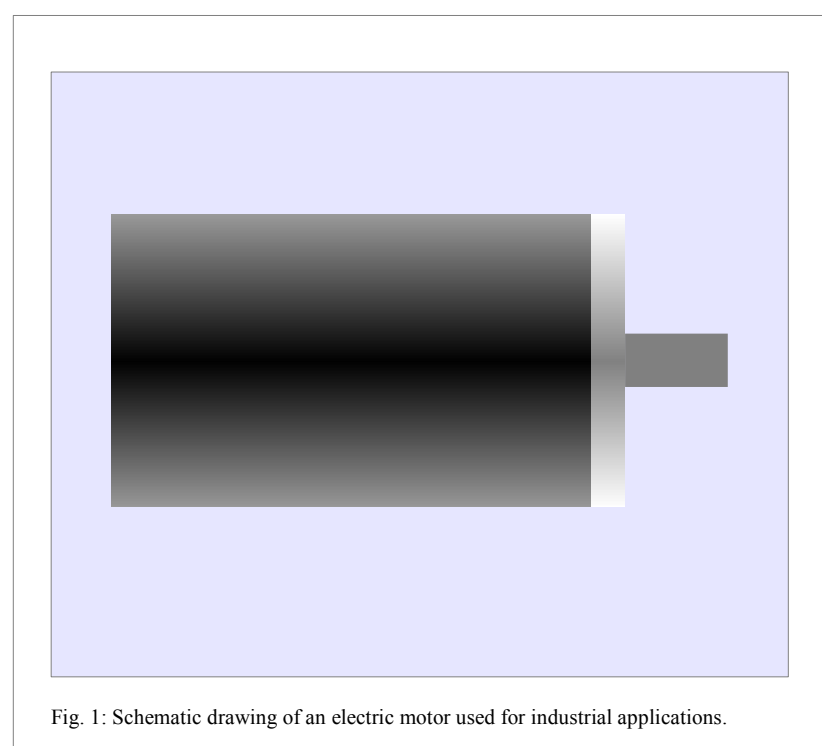 Fig. 1: Schematic drawing of an electric motor used for industrial applications.